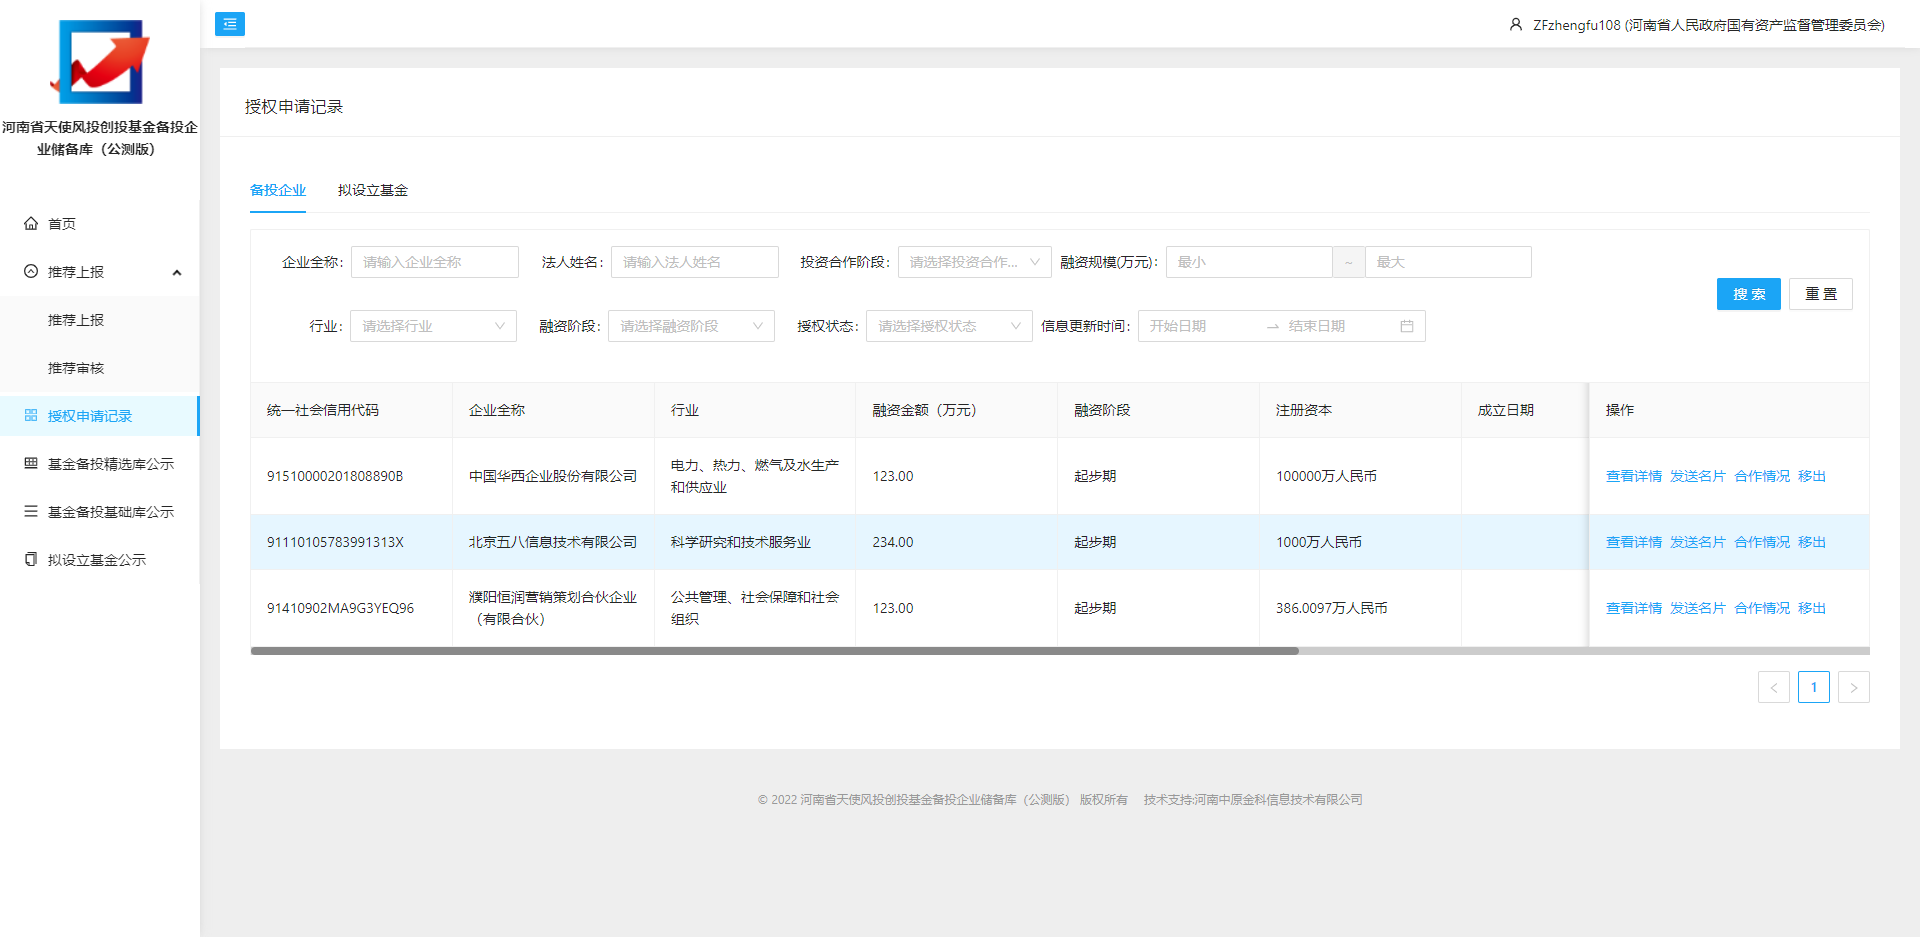 ZFzhengfu108 (河南省人民政府国有资产监督管理委员会)
河南省天使风投创投基金备投企
业储备库（公测版）
首页
推荐上报
推荐上报
推荐审核
授权申请记录
基金备投精选库公示
基金备投基础库公示
拟设立基金公示
授权申请记录
备投企业 拟设立基金
企业全称: 请输入企业全称 法人姓名: 请输入法人姓名 投资合作阶段: 请选择投资合作... 融资规模(万元): 最小 ~ 最大
搜 索 重 置
行业: 请选择行业 融资阶段: 请选择融资阶段 授权状态: 请选择授权状态 信息更新时间: 开始日期 → 结束日期
统一社会信用代码 企业全称 行业 融资金额（万元） 融资阶段 注册资本 成立日期 操作
91510000201808890B 中国华西企业股份有限公司 电力、热力、燃气及水生产 123.00 起步期 100000万人民币 查看详情 发送名片 合作情况 移出
和供应业
91110105783991313X 北京五八信息技术有限公司 科学研究和技术服务业 234.00 起步期 1000万人民币 查看详情 发送名片 合作情况 移出
91410902MA9G3YEQ96 濮阳恒润营销策划合伙企业 公共管理、社会保障和社会 123.00 起步期 386.0097万人民币 查看详情 发送名片 合作情况 移出
（有限合伙） 组织
< 1 >
© 2022 河南省天使风投创投基金备投企业储备库（公测版） 版权所有 技术支持:河南中原金科信息技术有限公司